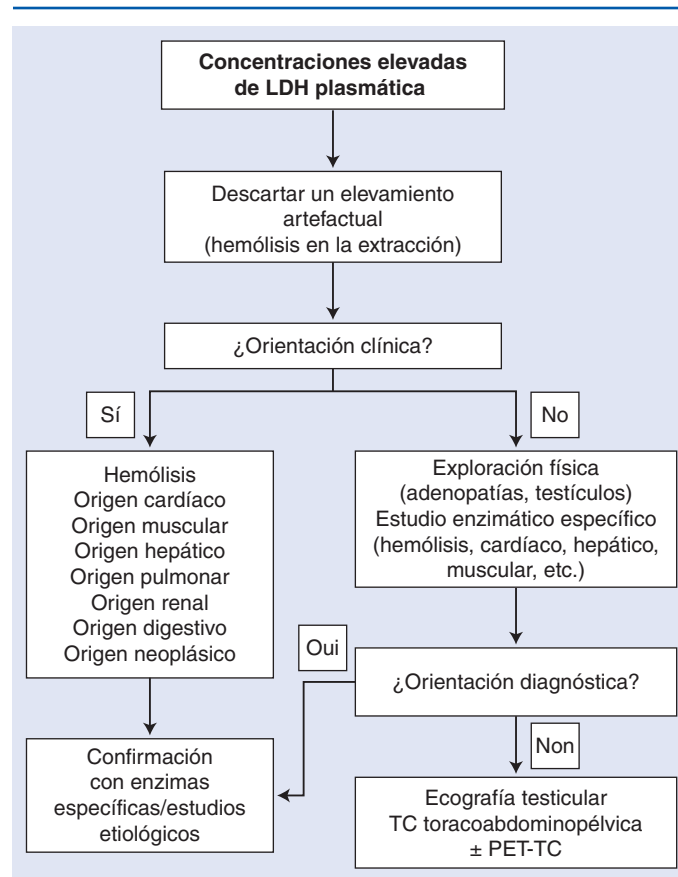 Concentraciones elevadas
de LDH plasmática
Descartar un elevamiento
artefactual
(hemólisis en la extracción)
¿Orientación clínica?
Sí
No
Hemólisis
Origen cardíaco
Origen muscular
Origen hepático
Origen pulmonar
Origen renal
Origen digestivo
Origen neoplásico
Exploración física
(adenopatías, testículos)
Estudio enzimático específico
(hemólisis, cardíaco, hepático,
muscular, etc.)
Oui
¿Orientación diagnóstica?
Non
Confirmación
con enzimas
específicas/estudios
etiológicos
Ecografía testicular
TC toracoabdominopélvica
± PET-TC